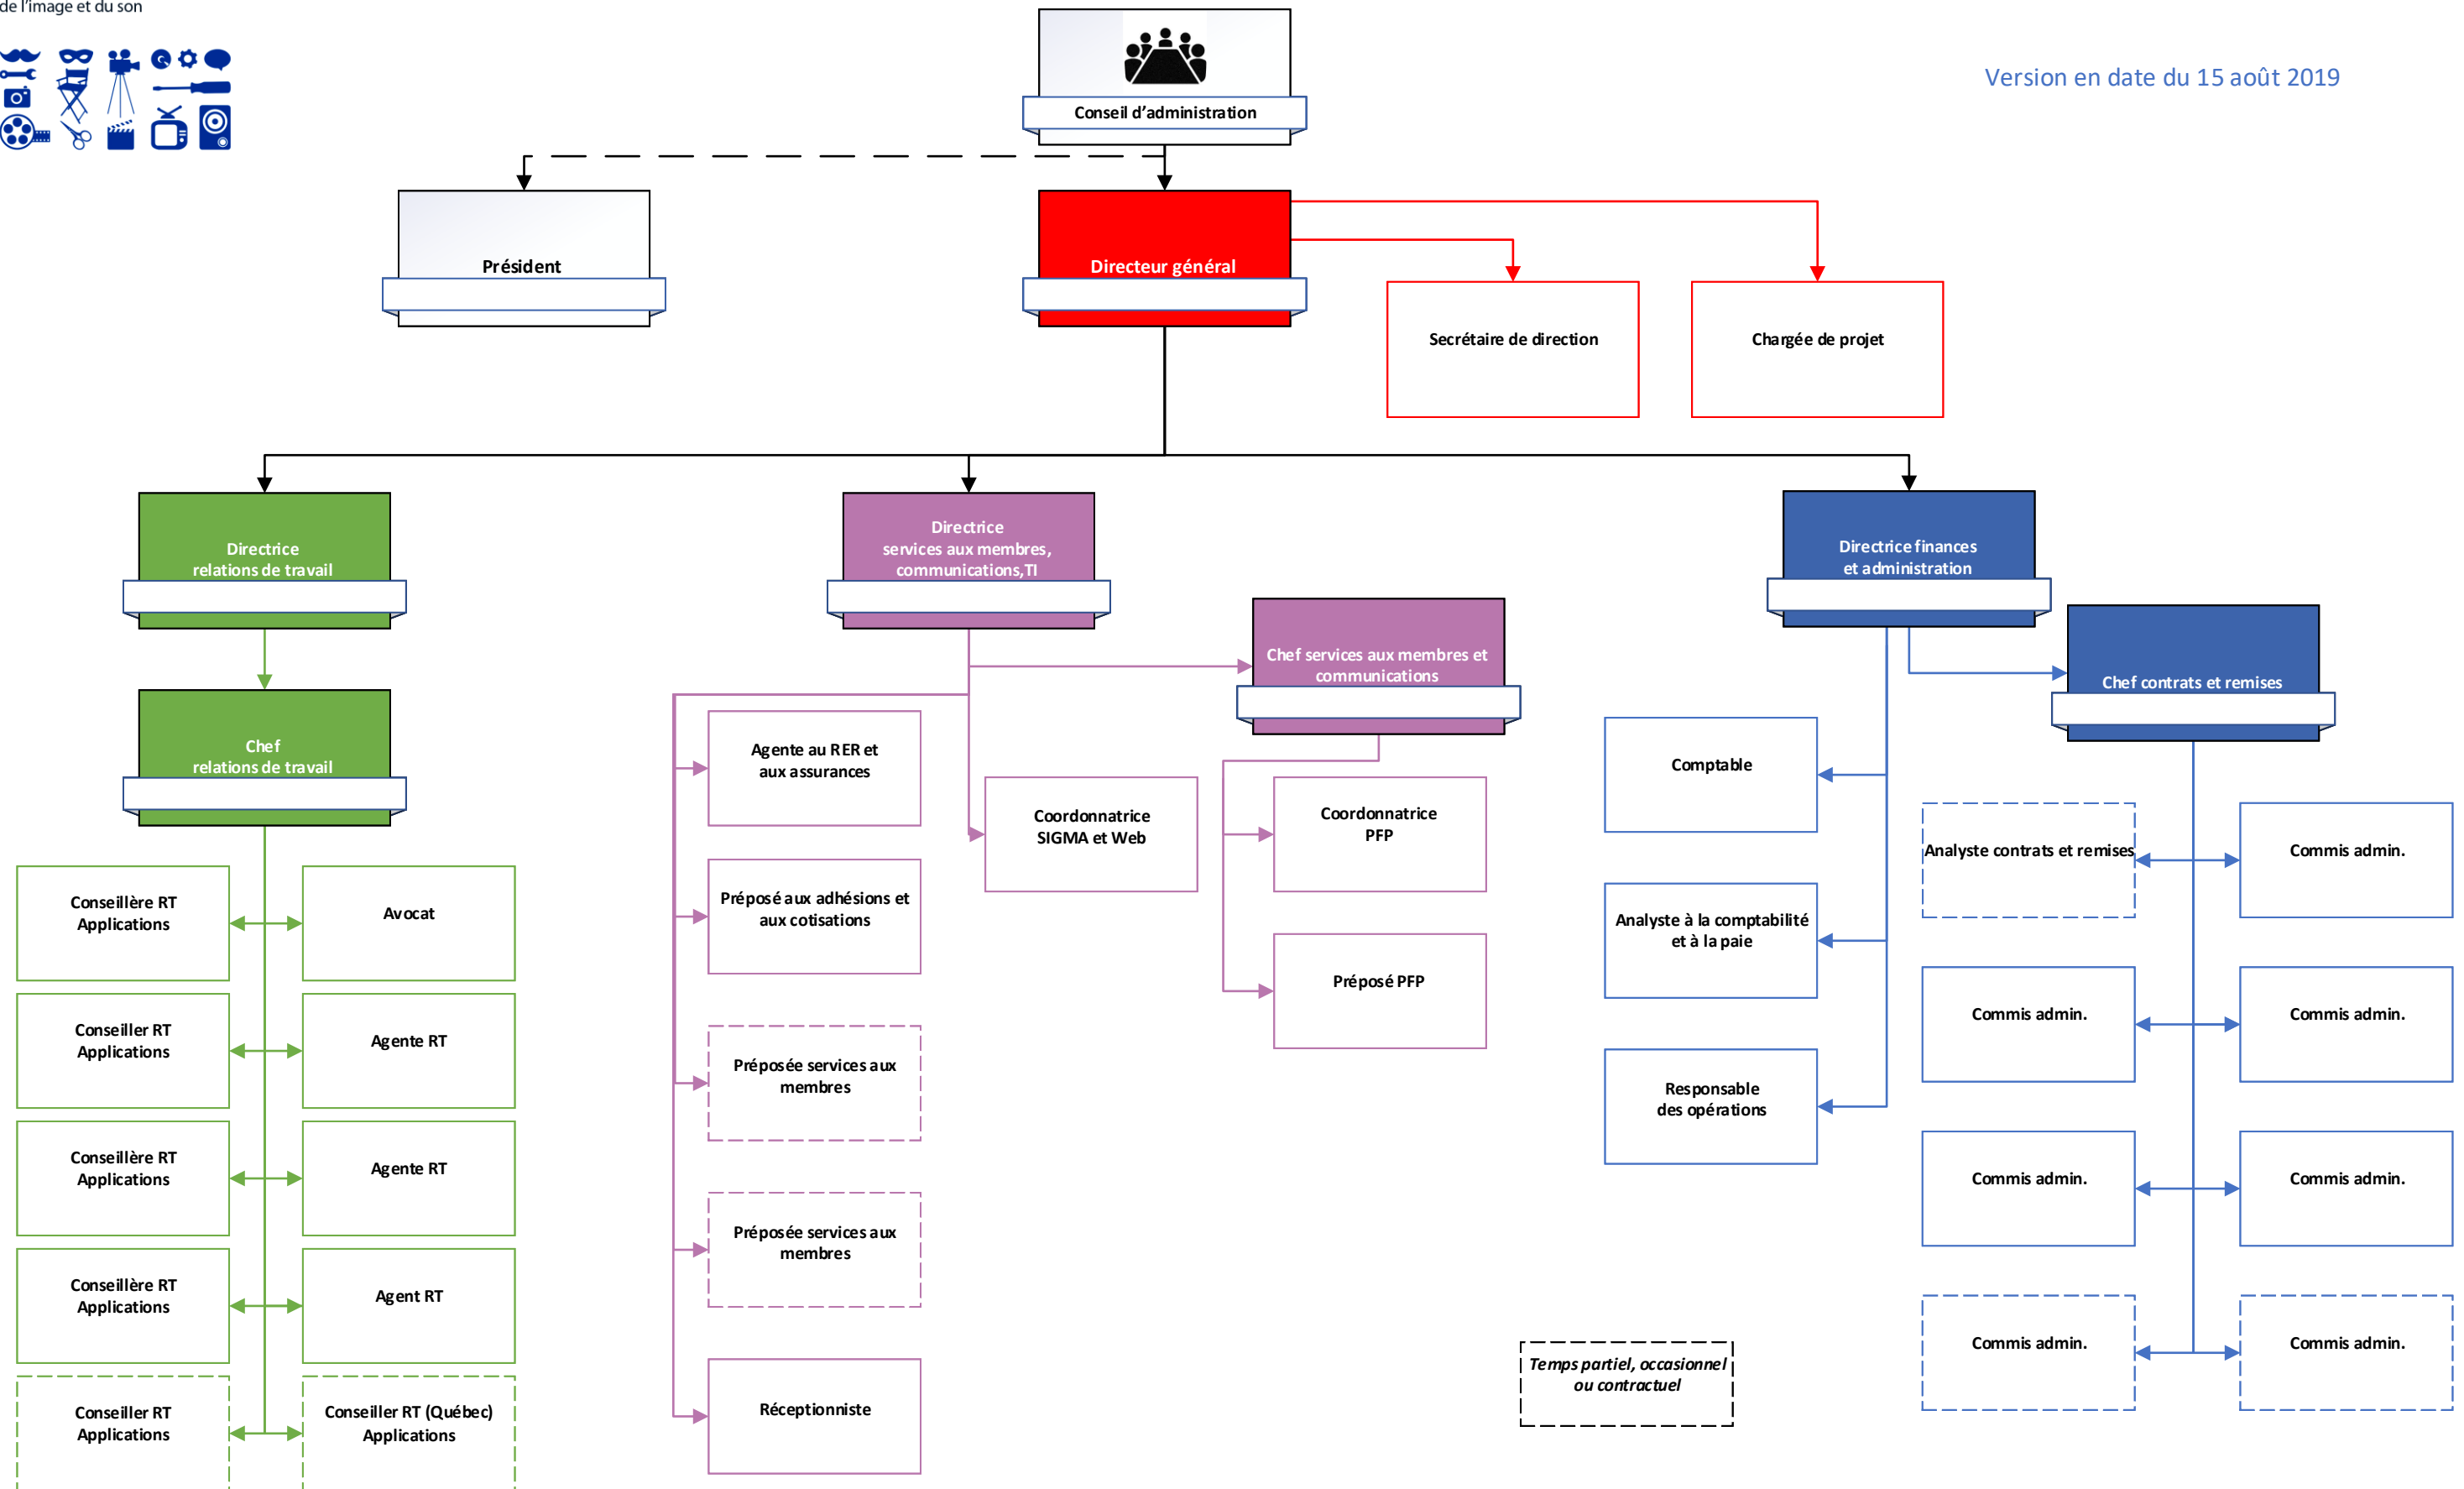 de l'image et du son
Version en date du 15 août 2019
Conseil d'administration
Président
Directeur général
Secrétaire de direction
Chargée de projet
Directrice
relations de travail
Directrice
services aux membres,
communications,TI
Directrice finances
et administration
Chef services aux membres et
communications
Chef contrats et remises
Chef
relations de travail
Agente au RER et
aux assurances
Coordonnatrice
SIGMA et Web
Coordonnatrice
PFP
Comptable
Analyste contrats et remises
Commis admin.
Conseillère RT
Applications
Avocat
Préposé aux adhésions et
aux cotisations
Préposé PFP
Analyste à la comptabilité
et à la paie
Commis admin.
Commis admin.
Conseiller RT
Applications
Agente RT
Préposée services aux
membres
Responsable
des opérations
Conseillère RT
Applications
Agente RT
Commis admin.
Commis admin.
Préposée services aux
membres
Conseillère RT
Applications
Agent RT
Temps partiel, occasionnel
ou contractuel
Commis admin.
Commis admin.
Conseiller RT
Applications
Conseiller RT (Québec)
Applications
Réceptionniste